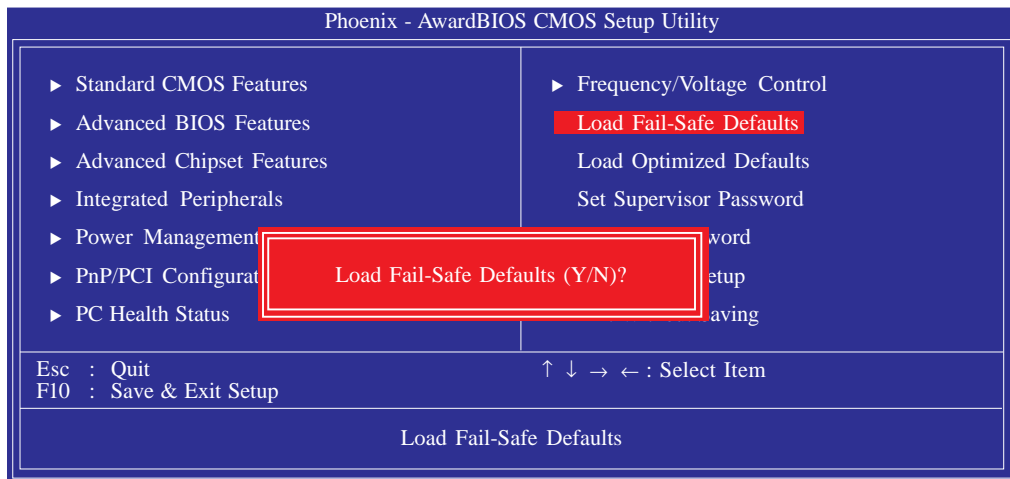 Phoenix - AwardBIOS CMOS Setup Utility
▶ Standard CMOS Features
▶ Advanced BIOS Features
▶ Advanced Chipset Features
▶ Integrated Peripherals
▶ Power Management
▶ PnP/PCI Configurat
▶ PC Health Status
▶ Frequency/Voltage Control
Load Fail-Safe Defaults
Load Optimized Defaults
Set Supervisor Password
word
etup
aving
Load Fail-Safe Defaults (Y/N)?
Esc : Quit
F10 : Save & Exit Setup
↑ ↓ → ← : Select Item
Load Fail-Safe Defaults